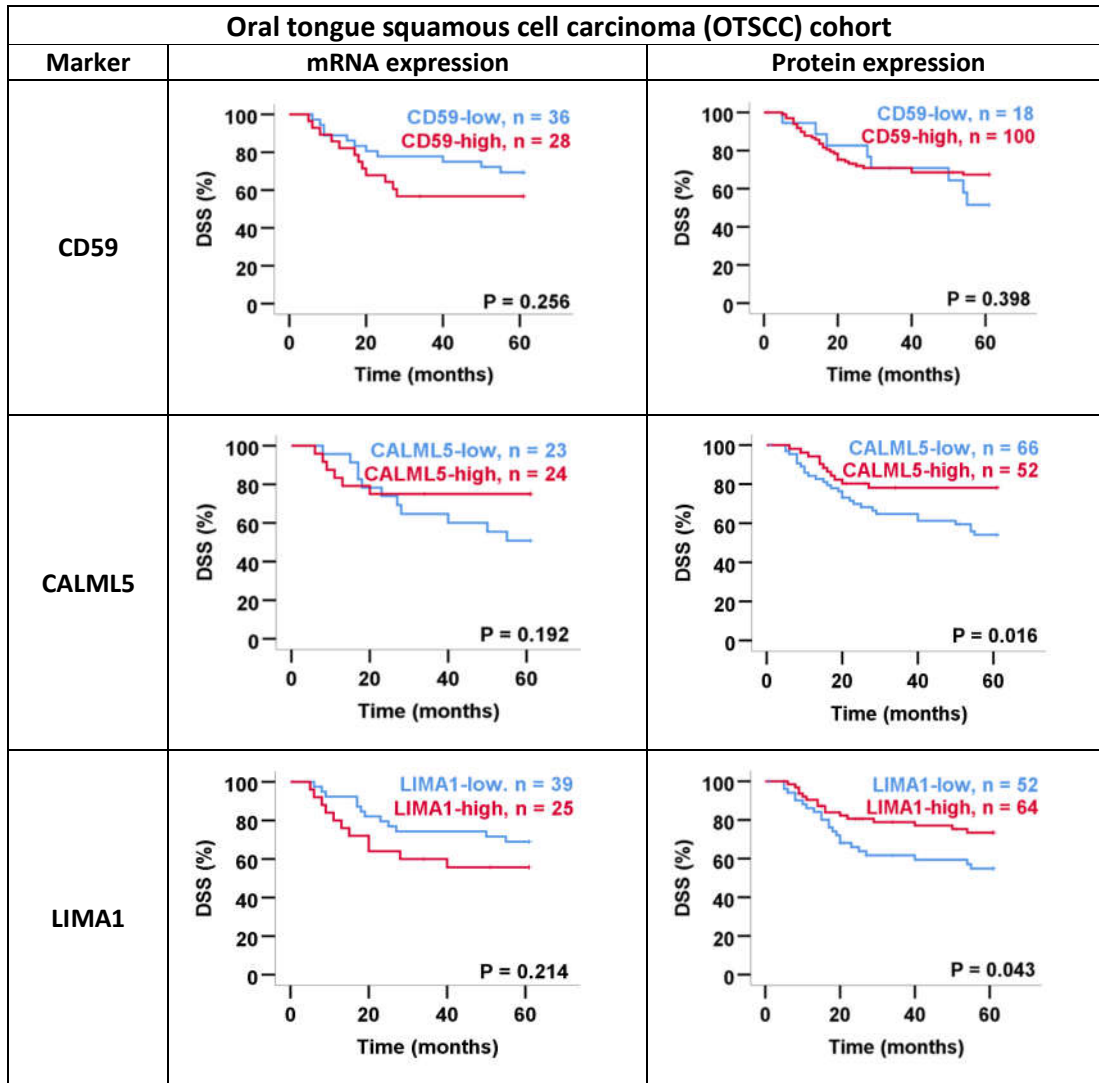 Oral tongue squamous cell carcinoma (OTSCC) cohort
Marker mRNA expression Protein expression
CD59
100
80
60
40
20
0
DSS (%)
CD59-low, n = 36
CD59-high, n = 28
P = 0.256
0 20 40 60
Time (months)
100
80
60
40
20
0
DSS (%)
CD59-low, n = 18
CD59-high, n = 100
P = 0.398
0 20 40 60
Time (months)
CALML5
100
80
60
40
20
0
DSS (%)
CALML5-low, n = 23
CALML5-high, n = 24
P = 0.192
0 20 40 60
Time (months)
100
80
60
40
20
0
DSS (%)
CALML5-low, n = 66
CALML5-high, n = 52
P = 0.016
0 20 40 60
Time (months)
LIMA1
100
80
60
40
20
0
DSS (%)
LIMA1-low. n = 39
LIMA1-high, n = 25
P = 0.214
0 20 40 60
Time (months)
100
80
60
40
20
0
DSS (%)
LIMA1-low, n = 52
LIMA1-high, n = 64
P = 0.043
0 20 40 60
Time (months)